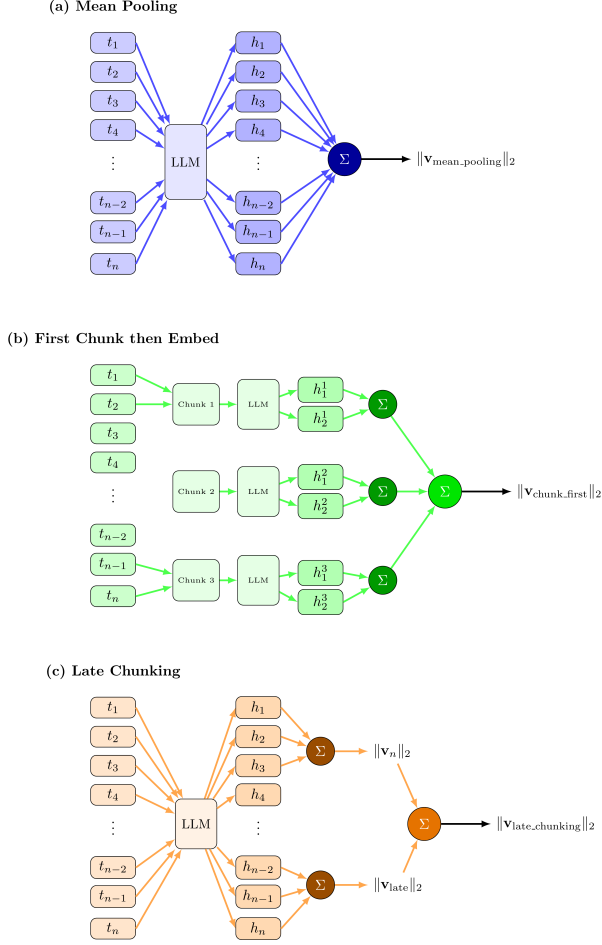 (a) Mean Pooling
t₁ h₁
t₂ h₂
t₃ h₃
t₄ h₄
⋮ LLM ⋮ Σ ‖v_mean_pooling‖₂
tₙ₋₂ hₙ₋₂
tₙ₋₁ hₙ₋₁
tₙ hₙ
(b) First Chunk then Embed
t₁ h₁¹
t₂ Chunk 1 LLM Σ
t₃ h₂¹
t₄ h₁²
⋮ Chunk 2 LLM Σ Σ ‖v_chunk_first‖₂
h₂²
tₙ₋₂
tₙ₋₁ h₁³
Chunk 3 LLM Σ
tₙ h₂³
(c) Late Chunking
t₁ h₁
t₂ h₂ Σ ‖vₙ‖₂
t₃ h₃
t₄ h₄
⋮ LLM ⋮ Σ ‖v_late_chunking‖₂
tₙ₋₂ hₙ₋₂
Σ ‖v_late‖₂
tₙ₋₁ hₙ₋₁
tₙ hₙ